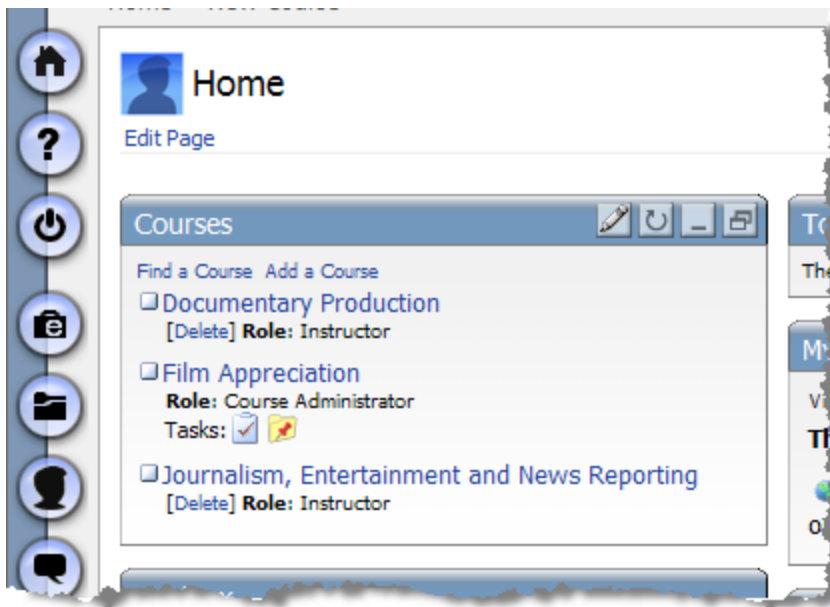 Home
Edit Page
Courses
Find a Course Add a Course
Documentary Production
[Delete] Role: Instructor
Film Appreciation
Role: Course Administrator
Tasks:
Journalism, Entertainment and News Reporting
[Delete] Role: Instructor